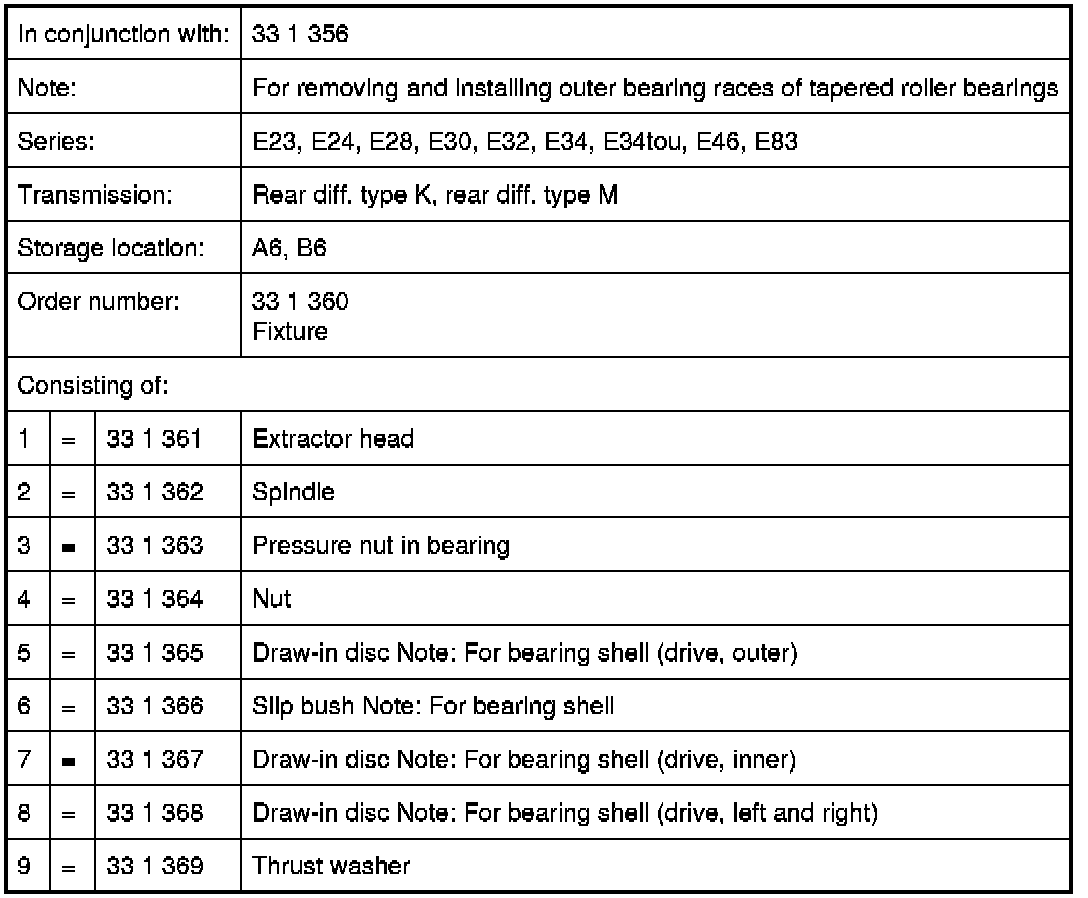 In conjunction with: 33 1 356
Note: For removing and installing outer bearing races of tapered roller bearings
Series: E23, E24, E28, E30, E32, E34, E34tou, E46, E83
Transmission: Rear diff. type K, rear diff. type M
Storage location: A6, B6
Order number: 33 1 360
Fixture
Consisting of:
1 = 33 1 361 Extractor head
2 = 33 1 362 Spindle
3 = 33 1 363 Pressure nut in bearing
4 = 33 1 364 Nut
5 = 33 1 365 Draw-in disc Note: For bearing shell (drive, outer)
6 = 33 1 366 Slip bush Note: For bearing shell
7 = 33 1 367 Draw-in disc Note: For bearing shell (drive, inner)
8 = 33 1 368 Draw-in disc Note: For bearing shell (drive, left and right)
9 = 33 1 369 Thrust washer